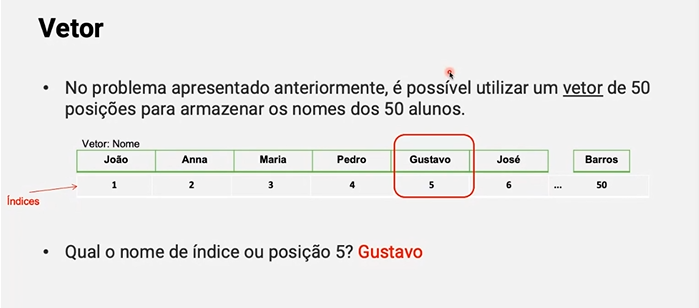 Vetor
• No problema apresentado anteriormente, é possível utilizar um vetor de 50
posições para armazenar os nomes dos 50 alunos.
Vetor: Nome
João Anna Maria Pedro Gustavo José Barros
1 2 3 4 5 6 ... 50
Índices
• Qual o nome de índice ou posição 5? Gustavo